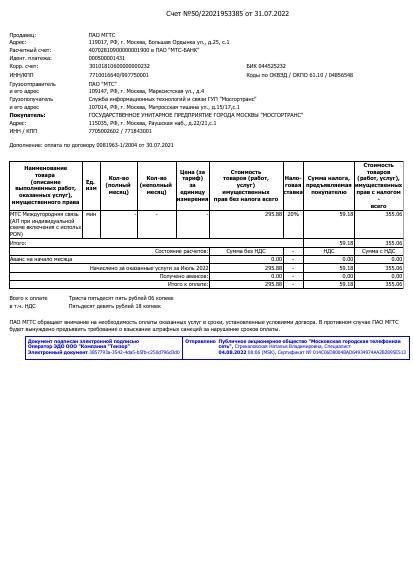 Счет №50/22021953385 от 31.07.2022
Продавец: ПАО МГТС
Адрес: 119017, РФ, г. Москва, Большая Ордынка ул., д.25, с.1
Расчетный счет: 40702810900000001900 в ПАО "МТС-БАНК"
Идент. платежа: 000500001431
Корр. счет: 30101810600000000232 БИК 044525232
ИНН/КПП 7710016640/997750001 Коды по ОКВЭД / ОКПО 61.10 / 04856548
Грузоотправитель ПАО "МТС"
и его адрес 109147, РФ, г. Москва, Марксистская ул., д.4
Грузополучатель Служба информационных технологий и связи ГУП "Мосгортранс"
и его адрес 107014, РФ, г. Москва, Матросская тишина ул., д.15/17,с.1
Покупатель: ГОСУДАРСТВЕННОЕ УНИТАРНОЕ ПРЕДПРИЯТИЕ ГОРОДА МОСКВЫ "МОСГОРТРАНС"
Адрес: 115035, РФ, г. Москва, Раушская наб., д.22/21,с.1
ИНН / КПП 7705002602 / 771843001
Дополнение: оплата по договору 0081963-1/2004 от 30.07.2021
Наименование товара (описание выполненных работ, оказанных услуг), имущественного права
Ед. изм
Кол-во (полный месяц)
Кол-во (неполный месяц)
Цена (за тариф) за единицу измерения
Стоимость товаров (работ, услуг) имущественных прав без налога всего
Нало-говая ставка
Сумма налога, предъявляемая покупателю
Стоимость товаров (работ, услуг), имущественных прав с налогом - всего
МТС Междугородняя связь (АЛ при индивидуальной схеме включения с использ PON) мин - - - 295.88 20% 59.18 355.06
Итого: 59.18 355.06
Состояние расчетов: Сумма без НДС - Сумма НДС Сумма с НДС
Аванс на начало месяца 0.00 - 0.00 0.00
Начислено за оказанные услуги за Июль 2022 295.88 - 59.18 355.06
Получено авансов: 0.00 - 0.00 0.00
Итого к оплате: 295.88 - 59.18 355.06
Всего к оплате Триста пятьдесят пять рублей 06 копеек
в т.ч. НДС Пятьдесят девять рублей 18 копеек
ПАО МГТС обращает внимание на необходимость оплаты оказанных услуг в сроки, установленные условиями договора. В противном случае ПАО МГТС
будет вынуждено предъявить требования о взыскании штрафных санкций за нарушение сроков оплаты.
Документ подписан электронной подписью
Оператор ЭДО ООО "Компания "Тензор"
Электронный документ
Отправлено Публичное акционерное общество "Московская городская телефонная
сеть", Стрекаловская Наталья Владимировна, Специалист
04.08.2022 08:06 (MSK), Сертификат №